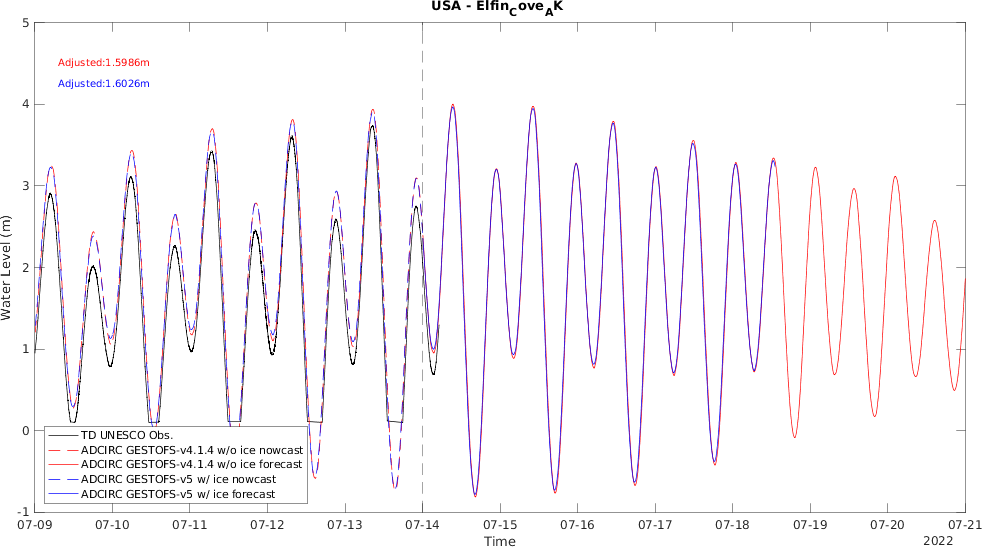 USA - ElfinCoveAK
Adjusted:1.5986m
Adjusted:1.6026m
5
4
3
2
1
0
-1
Water Level (m)
TD UNESCO Obs.
ADCIRC GESTOFS-v4.1.4 w/o ice nowcast
ADCIRC GESTOFS-v4.1.4 w/o ice forecast
ADCIRC GESTOFS-v5 w/ ice nowcast
ADCIRC GESTOFS-v5 w/ ice forecast
07-09 07-10 07-11 07-12 07-13 07-14 07-15 07-16 07-17 07-18 07-19 07-20 07-21
Time
2022